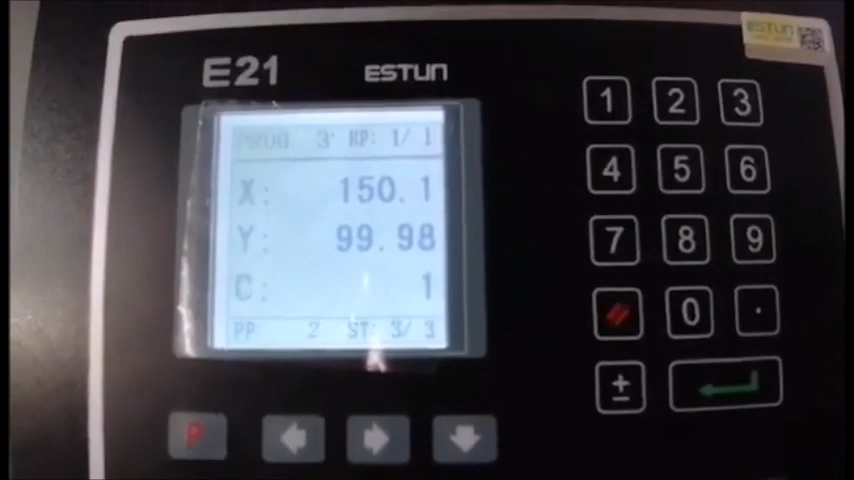 ESTUN
E21 ESTUN
PROG 3 RP: 1/ 1
X: 150.1
Y: 99.98
C: 1
PP: 2 ST: 3/ 3
1 2 3
4 5 6
7 8 9
0 .
±
P